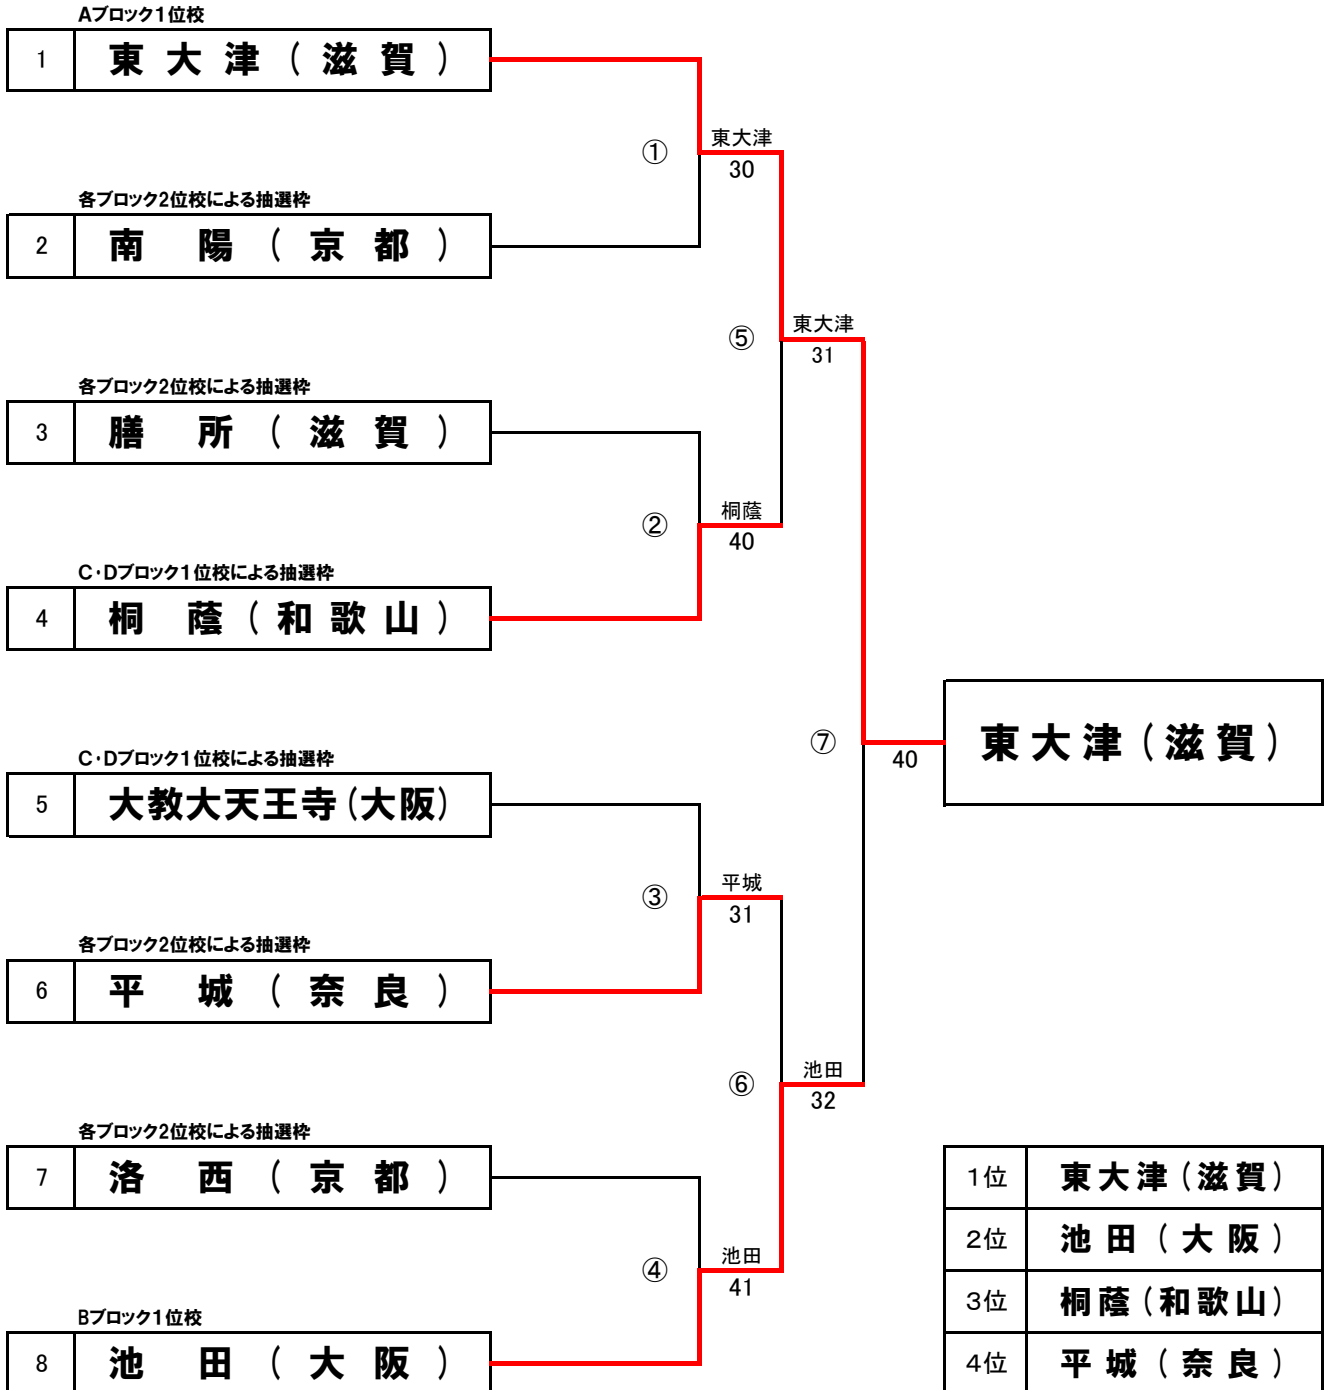 Aブロック1位校
1 東大津(滋賀)
① 東大津
30
各ブロック2位校による抽選枠
2 南陽(京都)
⑤ 東大津
31
各ブロック2位校による抽選枠
3 膳所(滋賀)
② 桐蔭
40
C・Dブロック1位校による抽選枠
4 桐蔭(和歌山)
⑦ 40 東大津(滋賀)
C・Dブロック1位校による抽選枠
5 大教大天王寺(大阪)
③ 平城
31
各ブロック2位校による抽選枠
6 平城(奈良)
⑥ 池田
32
各ブロック2位校による抽選枠
7 洛西(京都)
④ 池田
41
Bブロック1位校
8 池田(大阪)
1位 東大津(滋賀)
2位 池田(大阪)
3位 桐蔭(和歌山)
4位 平城(奈良)